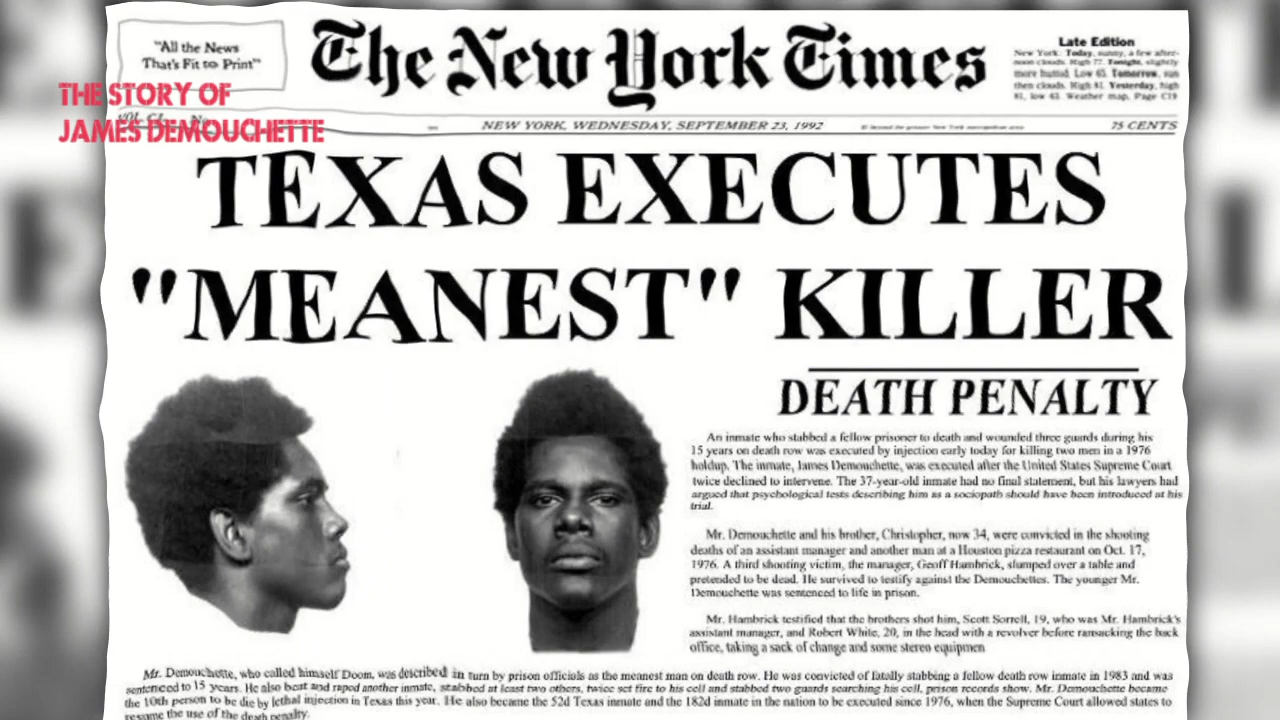 "All the News
That's Fit to Print"
The New York Times
Late Edition
New York: Today, sunny, a few after-
noon clouds. High 77. Tonight, slightly
more humid. Low 65. Tomorrow, sun
then clouds. High 81. Yesterday, high
81, low 63. Weather map, Page C19
THE STORY OF
JAMES DEMOUCHETTE
NEW YORK, WEDNESDAY, SEPTEMBER 23, 1992
75 CENTS
TEXAS EXECUTES
"MEANEST" KILLER
DEATH PENALTY
An inmate who stabbed a fellow prisoner to death and wounded three guards during his
15 years on death row was executed by injection early today for killing two men in a 1976
holdup. The inmate, James Demouchette, was executed after the United States Supreme Court
twice declined to intervene. The 37-year-old inmate had no final statement, but his lawyers had
argued that psychological tests describing him as a sociopath should have been introduced at his
trial.
Mr. Demouchette and his brother, Christopher, now 34, were convicted in the shooting
deaths of an assistant manager and another man at a Houston pizza restaurant on Oct. 17,
1976. A third shooting victim, the manager, Geoff Hambrick, slumped over a table and
pretended to be dead. He survived to testify against the Demouchettes. The younger Mr.
Demouchette was sentenced to life in prison.
Mr. Hambrick testified that the brothers shot him, Scott Sorrell, 19, who was Mr. Hambrick's
assistant manager, and Robert White, 20, in the head with a revolver before ransacking the back
office, taking a sack of change and some stereo equipmen
Mr. Demouchette, who called himself Doom, was described in turn by prison officials as the meanest man on death row. He was convicted of fatally stabbing a fellow death row inmate in 1983 and was
sentenced to 15 years. He also beat and raped another inmate, stabbed at least two others, twice set fire to his cell and stabbed two guards searching his cell, prison records show. Mr. Demouchette became
the 10th person to be die by lethal injection in Texas this year. He also became the 52d Texas inmate and the 182d inmate in the nation to be executed since 1976, when the Supreme Court allowed states to
resume the use of the death penalty.